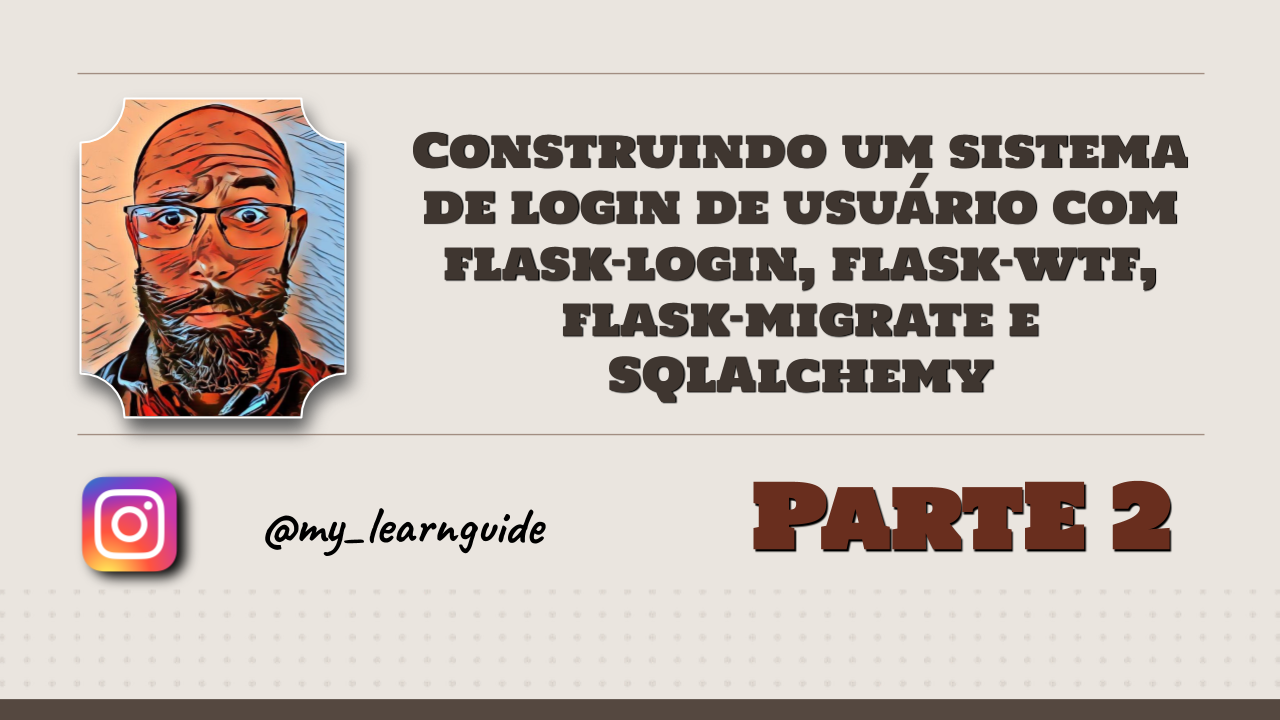 Construindo um sistema
de login de usuário com
flask-login, flask-wtf,
flask-migrate e
SQLAlchemy
@my_learnguide
Parte 2